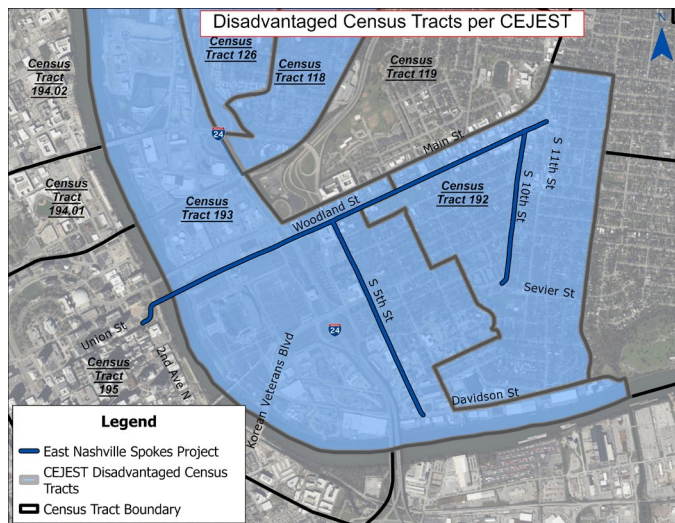 Disadvantaged Census Tracts per CEJEST
N
Census
Tract
194.02
Census
Tract 126
Census
Tract 118
Census
Tract 119
24
Main St
Census
Tract 194.01
Census
Tract 193
Woodland St
Census
Tract 192
S 10th St
S 11th St
S 5th St
Sevier St
24
Union St
2nd Ave N
Census
Tract
195
Korean Veterans Blvd
Davidson St
Legend
East Nashville Spokes Project
CEJEST Disadvantaged Census
Tracts
Census Tract Boundary